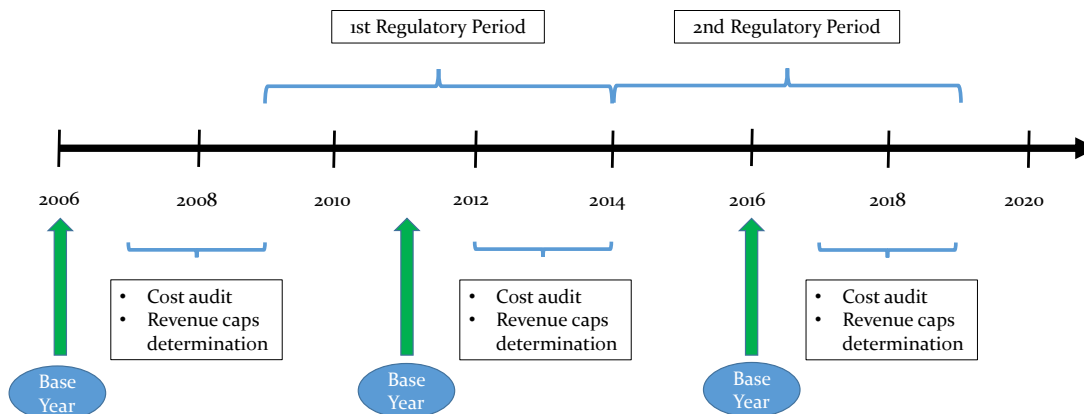 1st Regulatory Period
2nd Regulatory Period
2006
2008
2010
2012
2014
2016
2018
2020
• Cost audit
• Revenue caps
determination
• Cost audit
• Revenue caps
determination
• Cost audit
• Revenue caps
determination
Base
Year
Base
Year
Base
Year